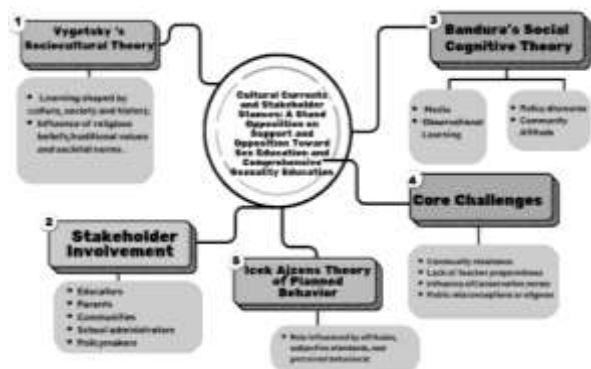 1
Vygotsky 's
Sociocultural Theory
Learning shaped by
culture, society and history.
Influence of religious
beliefs, traditional values
and societal norms.
Cultural Currents
and Stakeholder
Stances: A Stand
Opposition on
Support and
Opposition Toward
Sex Education and
Comprehensive
Sexuality Education
3
Bandura's Social
Cognitive Theory
Media
Observational
Learning
Community
Attitude
2
Stakeholder
Involvement
Educators
Parents
Communities
School administrators
Policymakers
5
Icek Ajzens Theory
of Planned
Behavior
Role influenced by attitudes,
subjective standards, and
perceived behavioral
4
Core Challenges
Community resistance
Lack of Teacher preparedness
Influence of Conservative norms
Public misconceptions or stigmas